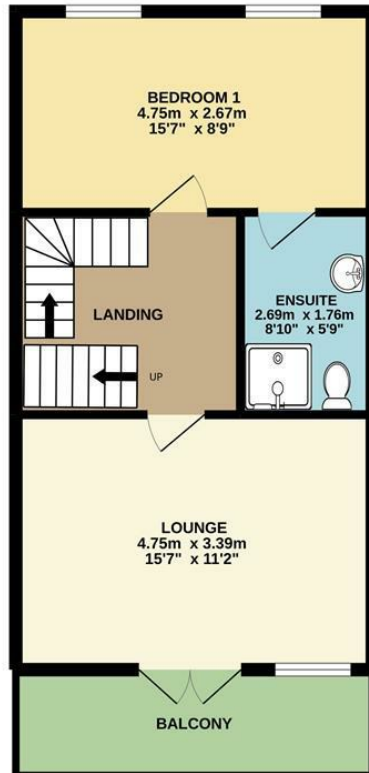 BEDROOM 1
4.75m x 2.67m
15'7" x 8'9"
ENSUITE
2.69m x 1.76m
8'10" x 5'9"
LANDING
UP
LOUNGE
4.75m x 3.39m
15'7" x 11'2"
BALCONY